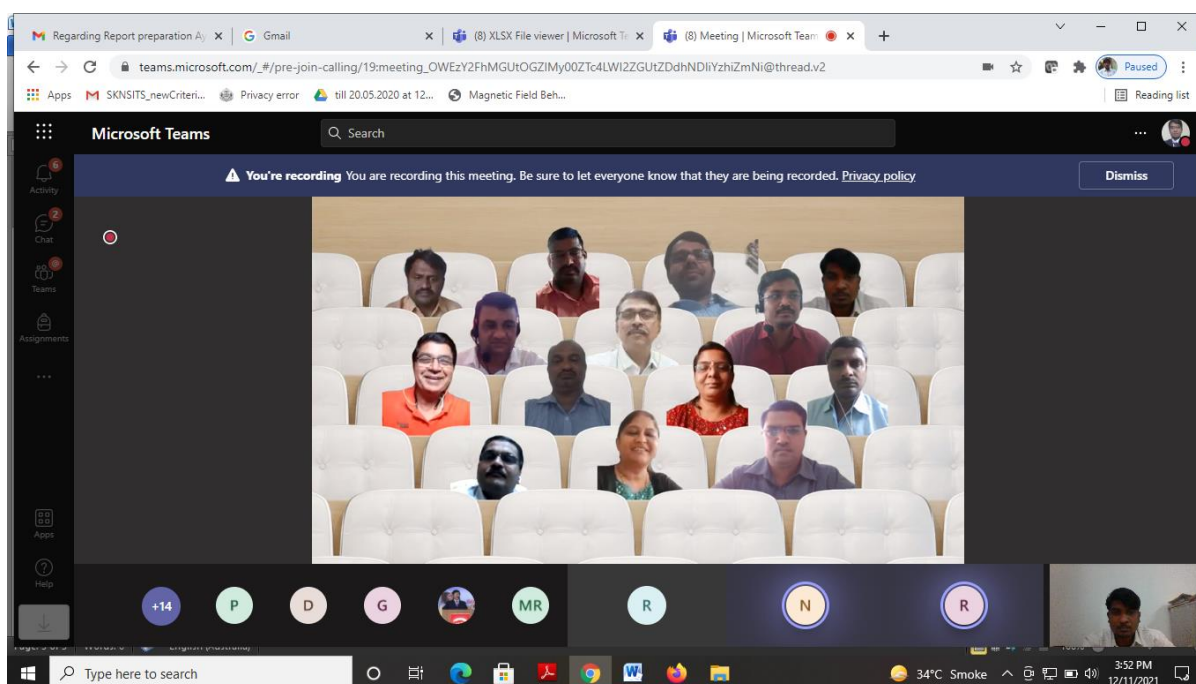 Regarding Report preparation Ay
Gmail
(8) XLSX File viewer | Microsoft Te
(8) Meeting | Microsoft Team
teams.microsoft.com/_#/pre-join-calling/19:meeting_OWEzY2FhMGUtOGZlMy00ZTc4LWI2ZGUtZDdhNDliYzhiZmNi@thread.v2
Paused
Apps
SKNSITS_newCriteri...
Privacy error
till 20.05.2020 at 12...
Magnetic Field Beh...
Reading list
Microsoft Teams
Search
6
Activity
You're recording You are recording this meeting. Be sure to let everyone know that they are being recorded. Privacy policy
Dismiss
2
Chat
Teams
Assignments
Apps
Help
+14
P
D
G
MR
R
N
R
English (Australia)
Type here to search
34°C Smoke
3:52 PM
12/11/2021